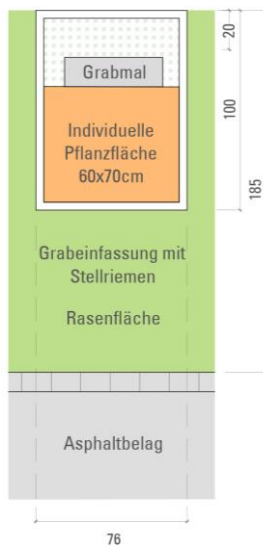 20
Grabmal
100
Individuelle
Pflanzfläche
60x70cm
185
Grabeinfassung mit
Stellriemen
Rasenfläche
Asphaltbelag
76